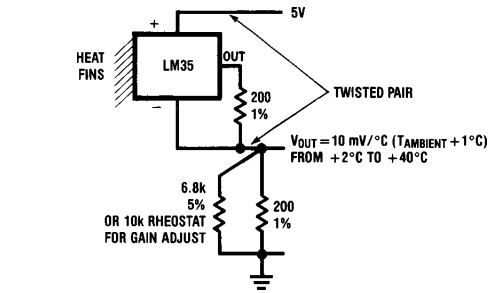 +
5V
HEAT
FINS
LM35
OUT
200
1%
TWISTED PAIR
−
VOUT = 10 mV/°C (TAMBIENT + 1°C)
FROM +2°C TO +40°C
6.8k
5%
OR 10k RHEOSTAT
FOR GAIN ADJUST
200
1%